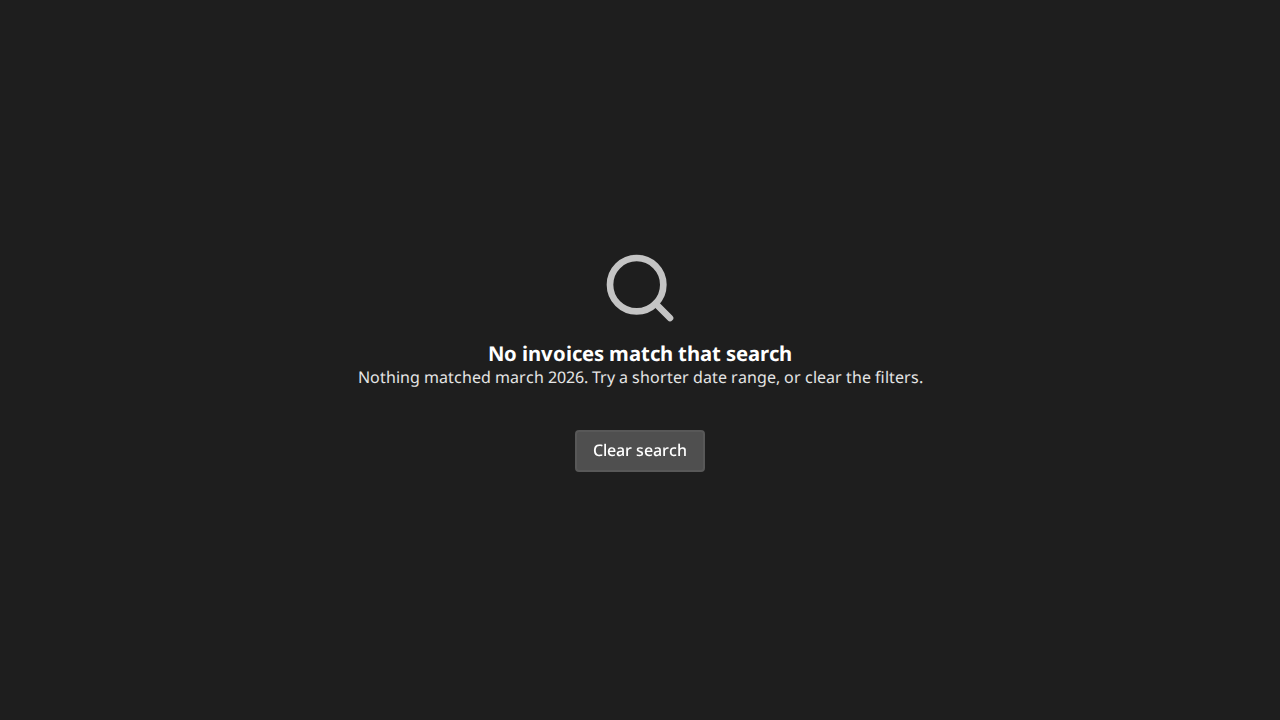 No invoices match that search
Nothing matched march 2026. Try a shorter date range, or clear the filters.
Clear search